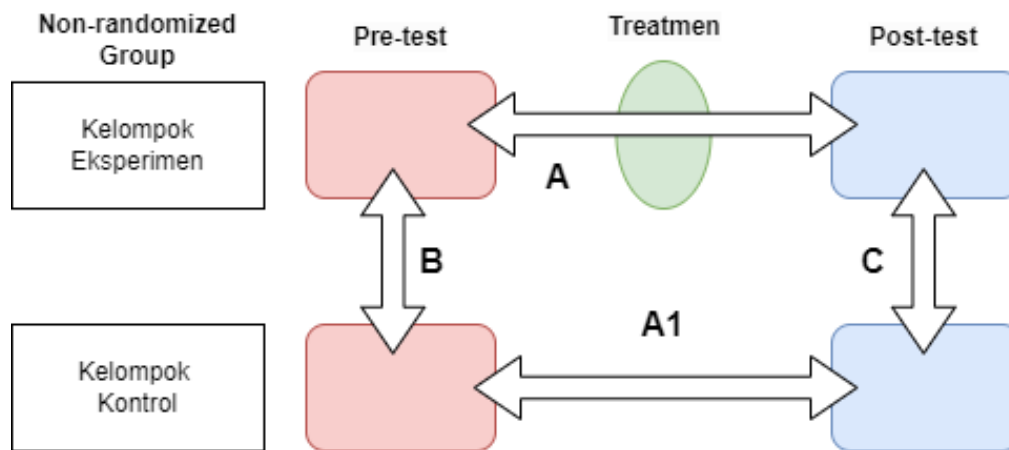 Non-randomized
Group
Pre-test
Treatmen
Post-test
Kelompok
Eksperimen
A
B
C
A1
Kelompok
Kontrol